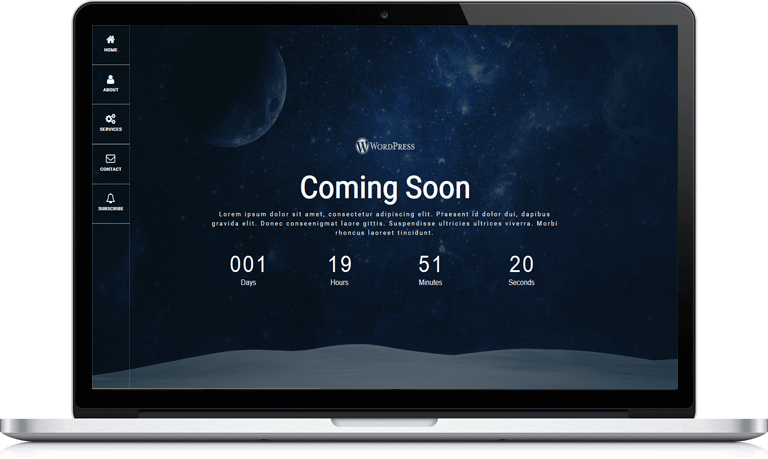 HOME
ABOUT
SERVICES
CONTACT
SUBSCRIBE
WORDPRESS
Coming Soon
Lorem ipsum dolor sit amet, consectetur adipiscing elit. Praesent id dolor dui, dapibus
gravida elit. Donec conseenigmat laore gittis. Suspendisse ultricies ultrices viverra. Morbi
rhoncus laoreet tincidunt.
001 19 51 20
Days Hours Minutes Seconds